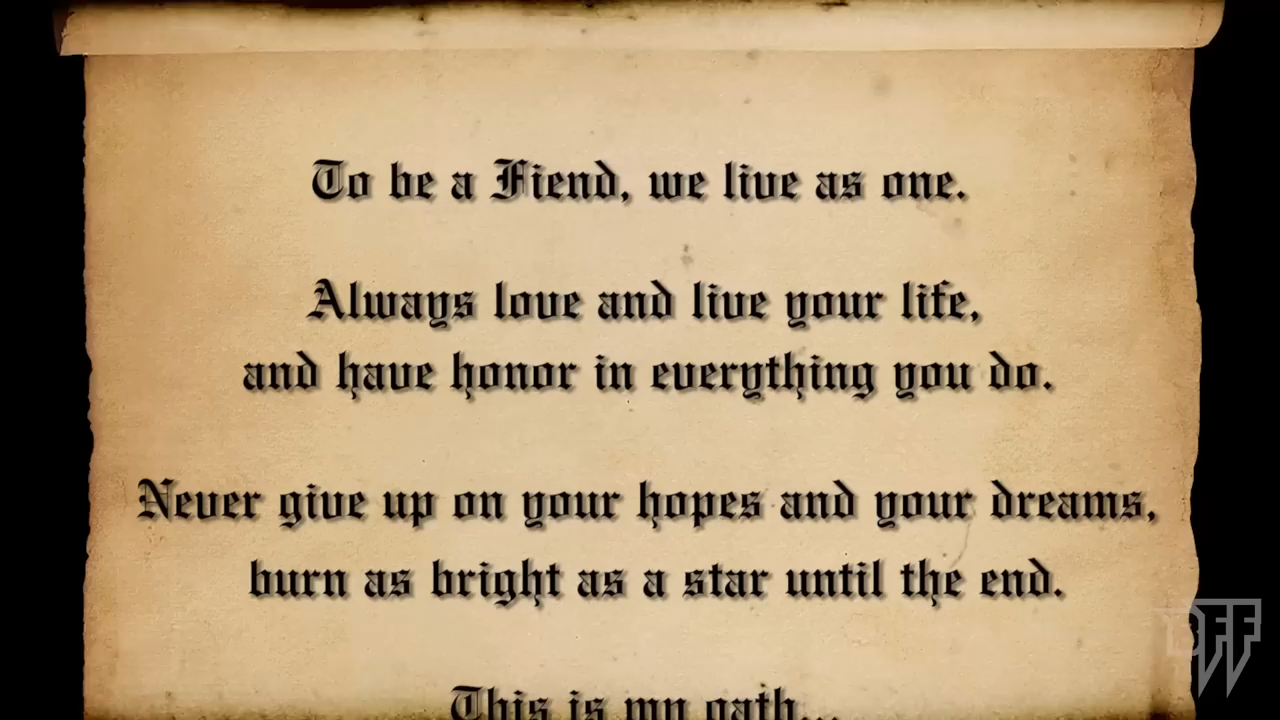 To be a Fiend, we live as one.
Always love and live your life,
and have honor in everything you do.
Never give up on your hopes and your dreams,
burn as bright as a star until the end.
This is my oath...
BFF